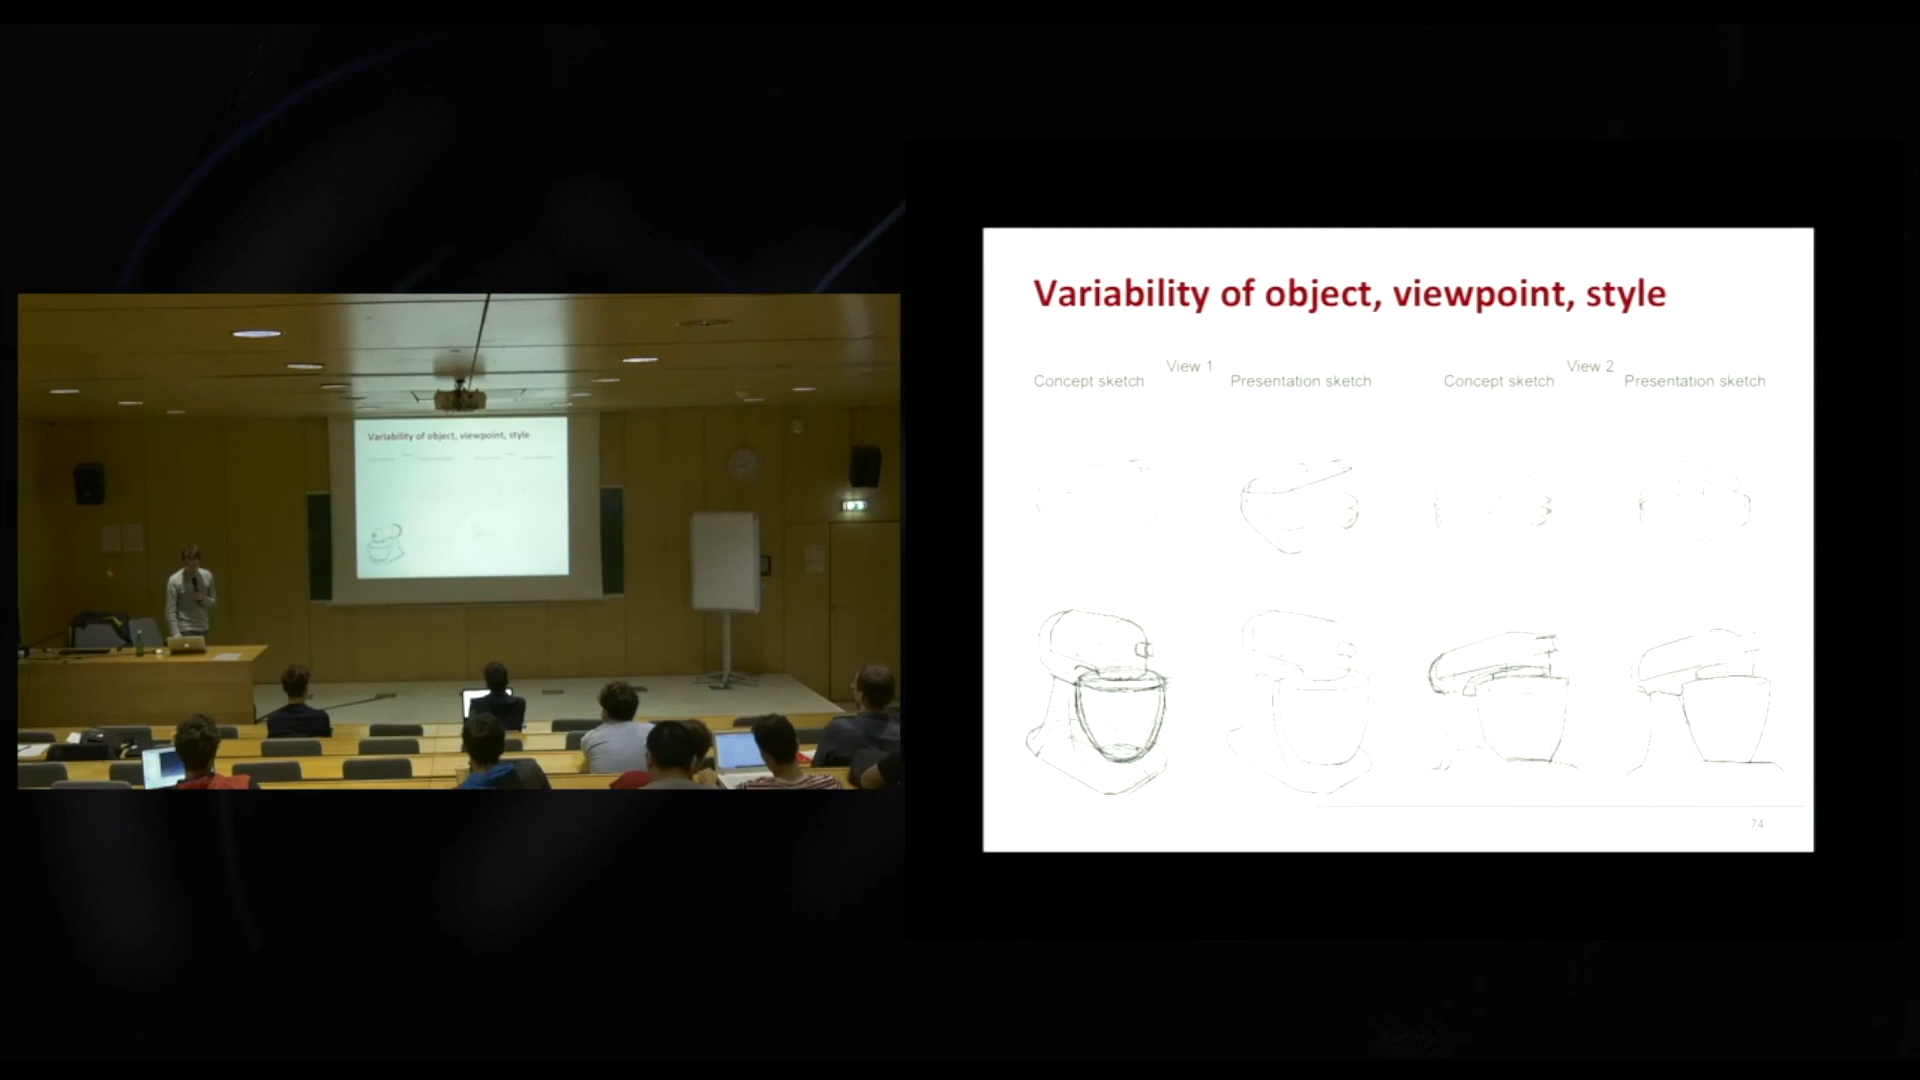 Variability of object, viewpoint, style
View 1
View 2
Concept sketch
Presentation sketch
Concept sketch
Presentation sketch
74
Variability of object, viewpoint, style